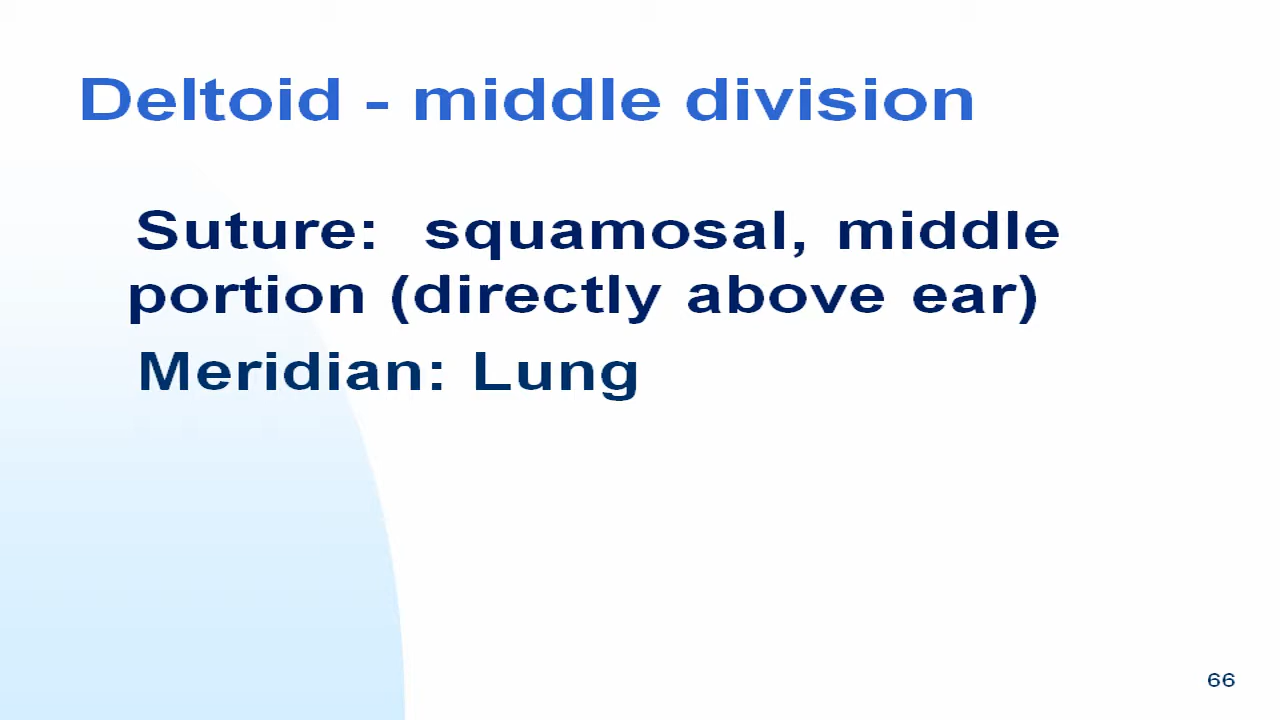 Deltoid - middle division
Suture:  squamosal, middle
portion (directly above ear)
Meridian: Lung
66